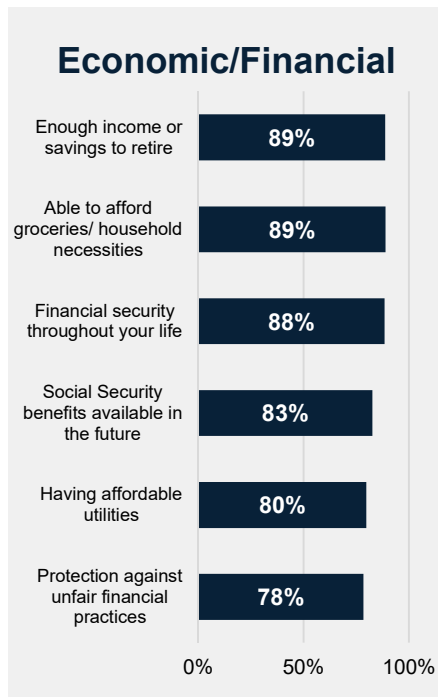 Economic/Financial
Enough income or
savings to retire
89%
Able to afford
groceries/ household
necessities
89%
Financial security
throughout your life
88%
Social Security
benefits available in
the future
83%
Having affordable
utilities
80%
Protection against
unfair financial
practices
78%
0% 50% 100%